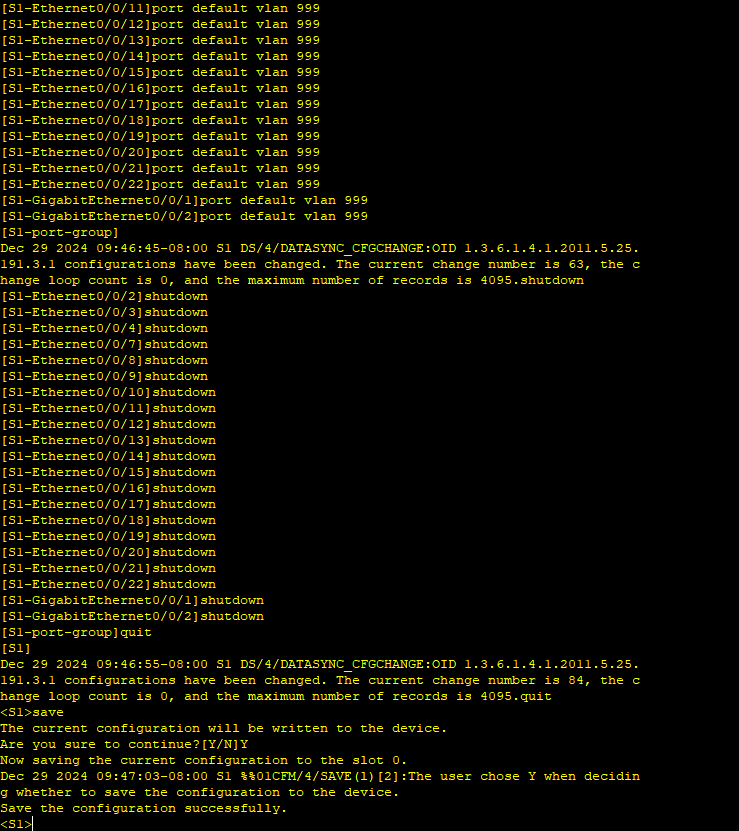 [S1-Ethernet0/0/11]port default vlan 999
[S1-Ethernet0/0/12]port default vlan 999
[S1-Ethernet0/0/13]port default vlan 999
[S1-Ethernet0/0/14]port default vlan 999
[S1-Ethernet0/0/15]port default vlan 999
[S1-Ethernet0/0/16]port default vlan 999
[S1-Ethernet0/0/17]port default vlan 999
[S1-Ethernet0/0/18]port default vlan 999
[S1-Ethernet0/0/19]port default vlan 999
[S1-Ethernet0/0/20]port default vlan 999
[S1-Ethernet0/0/21]port default vlan 999
[S1-Ethernet0/0/22]port default vlan 999
[S1-GigabitEthernet0/0/1]port default vlan 999
[S1-GigabitEthernet0/0/2]port default vlan 999
[S1-port-group]
Dec 29 2024 09:46:45-08:00 S1 DS/4/DATASYNC_CFGCHANGE:OID 1.3.6.1.4.1.2011.5.25.
191.3.1 configurations have been changed. The current change number is 63, the c
hange loop count is 0, and the maximum number of records is 4095.shutdown
[S1-Ethernet0/0/2]shutdown
[S1-Ethernet0/0/3]shutdown
[S1-Ethernet0/0/4]shutdown
[S1-Ethernet0/0/7]shutdown
[S1-Ethernet0/0/8]shutdown
[S1-Ethernet0/0/9]shutdown
[S1-Ethernet0/0/10]shutdown
[S1-Ethernet0/0/11]shutdown
[S1-Ethernet0/0/12]shutdown
[S1-Ethernet0/0/13]shutdown
[S1-Ethernet0/0/14]shutdown
[S1-Ethernet0/0/15]shutdown
[S1-Ethernet0/0/16]shutdown
[S1-Ethernet0/0/17]shutdown
[S1-Ethernet0/0/18]shutdown
[S1-Ethernet0/0/19]shutdown
[S1-Ethernet0/0/20]shutdown
[S1-Ethernet0/0/21]shutdown
[S1-Ethernet0/0/22]shutdown
[S1-GigabitEthernet0/0/1]shutdown
[S1-GigabitEthernet0/0/2]shutdown
[S1-port-group]quit
[S1]
Dec 29 2024 09:46:55-08:00 S1 DS/4/DATASYNC_CFGCHANGE:OID 1.3.6.1.4.1.2011.5.25.
191.3.1 configurations have been changed. The current change number is 84, the c
hange loop count is 0, and the maximum number of records is 4095.quit
<S1>save
The current configuration will be written to the device.
Are you sure to continue?[Y/N]Y
Now saving the current configuration to the slot 0.
Dec 29 2024 09:47:03-08:00 S1 %%01CFM/4/SAVE(l)[2]:The user chose Y when decidin
g whether to save the configuration to the device.
Save the configuration successfully.
<S1>